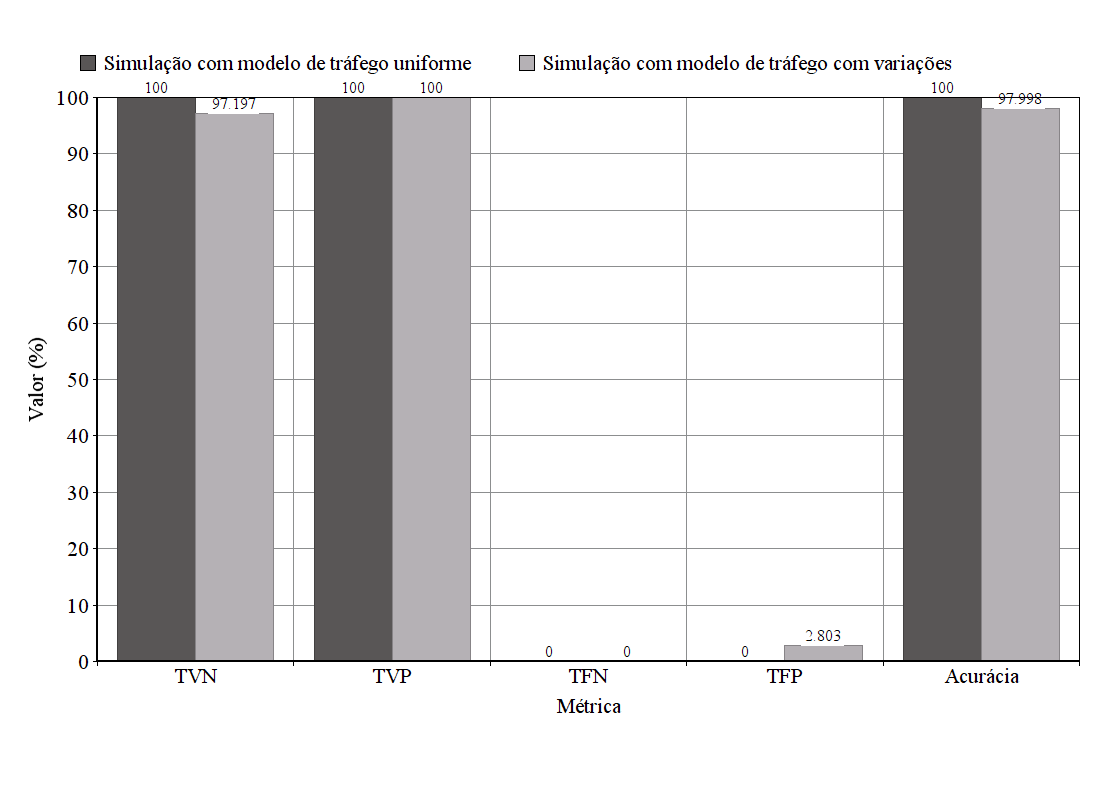 Simulação com modelo de tráfego uniforme Simulação com modelo de tráfego com variações
100 97.197 100 100 100 97.998
100
90
80
70
60
50
40
30
20
10
0
Valor (%)
0 0 0 2.803
TVN TVP TFN TFP Acurácia
Métrica